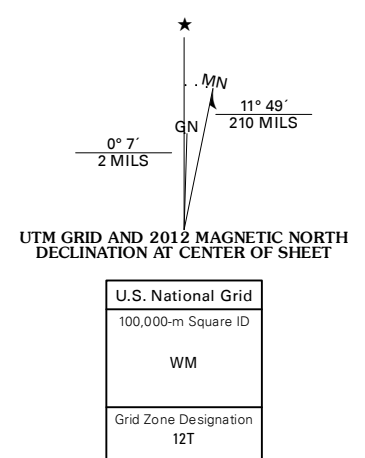 ★
MN
GN
11° 49´
210 MILS
0° 7´
2 MILS
UTM GRID AND 2012 MAGNETIC NORTH
DECLINATION AT CENTER OF SHEET
U.S. National Grid
100,000-m Square ID
WM
Grid Zone Designation
12T